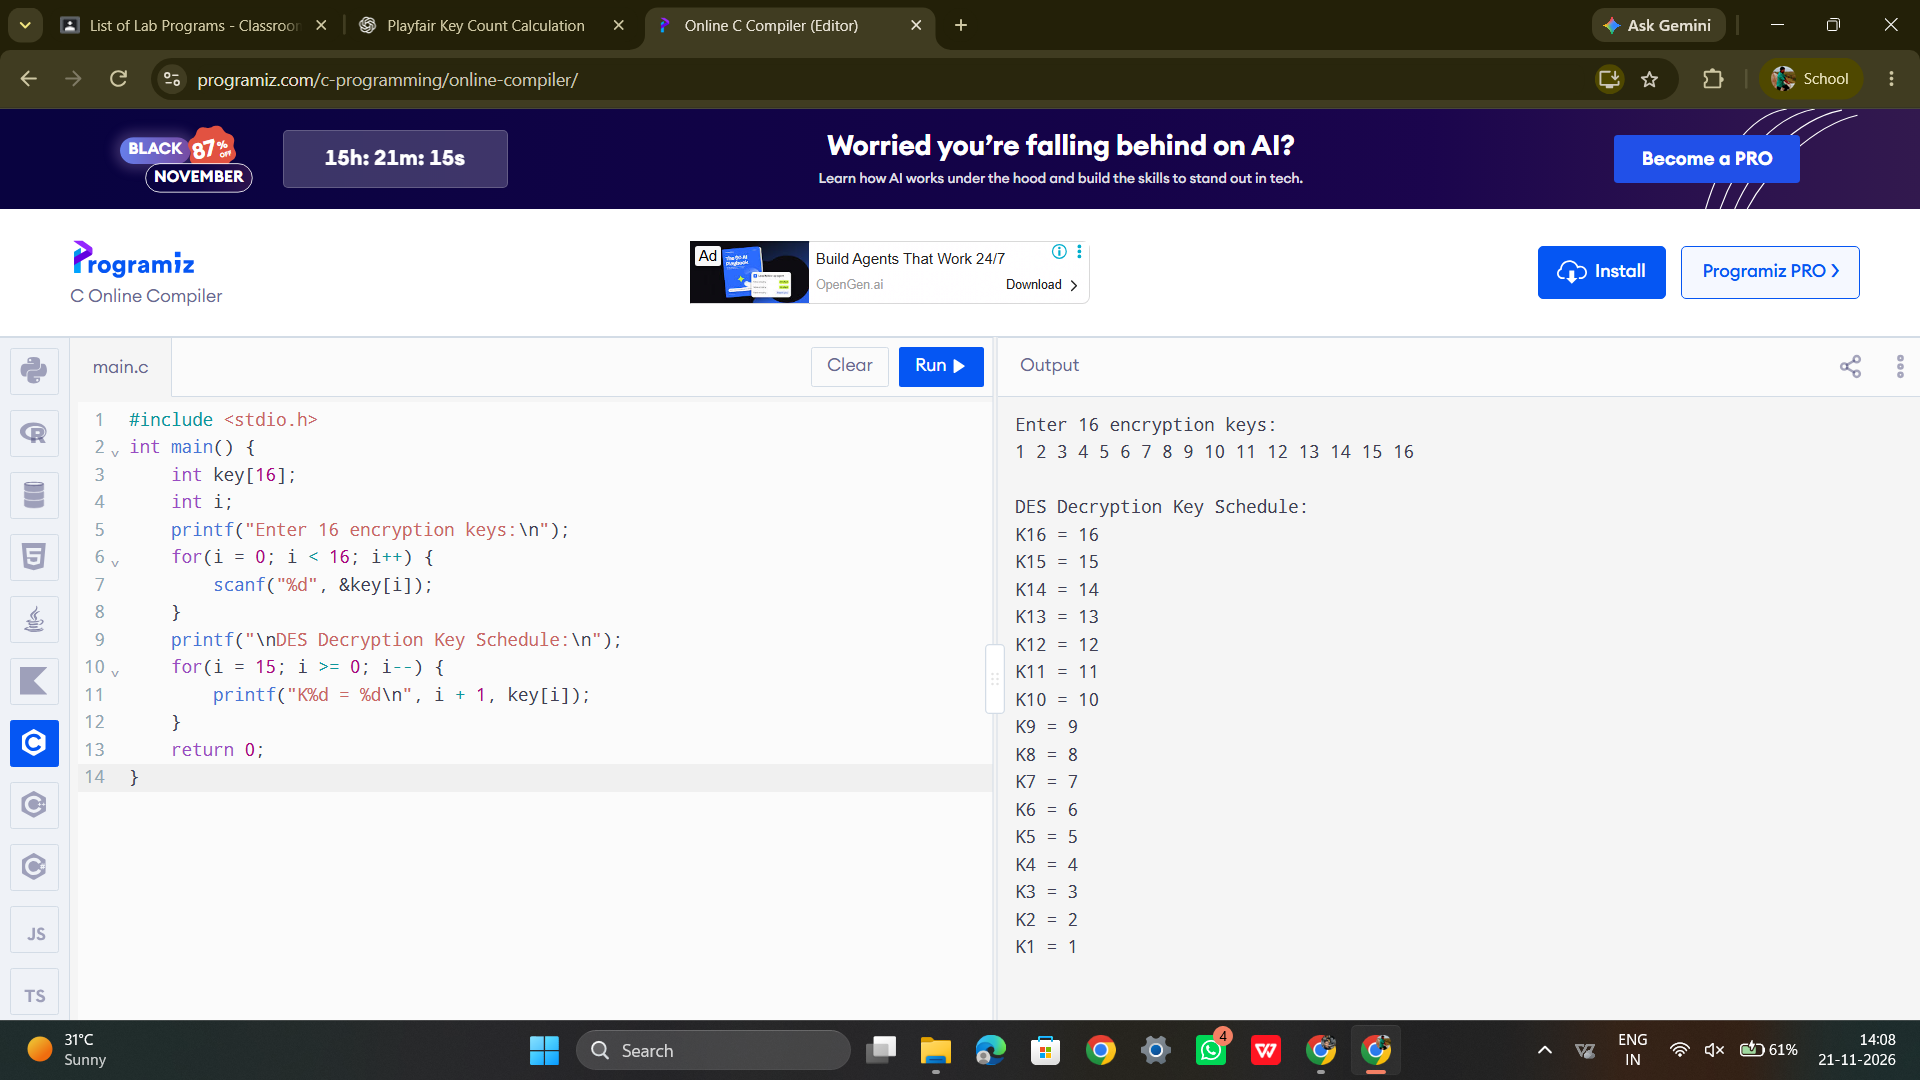 List of Lab Programs - Classroom
Playfair Key Count Calculation
Online C Compiler (Editor)
Ask Gemini
programiz.com/c-programming/online-compiler/
School
BLACK 87% OFF
NOVEMBER
15h: 21m: 15s
Worried you're falling behind on AI?
Learn how AI works under the hood and build the skills to stand out in tech.
Become a PRO
Programiz
C Online Compiler
Ad
Build Agents That Work 24/7
OpenGen.ai
Download
Install
Programiz PRO
main.c
Clear
Run
Output
1 #include <stdio.h>
2 int main() {
3 int key[16];
4 int i;
5 printf("Enter 16 encryption keys:\n");
6 for(i = 0; i < 16; i++) {
7 scanf("%d", &key[i]);
8 }
9 printf("\nDES Decryption Key Schedule:\n");
10 for(i = 15; i >= 0; i--) {
11 printf("K%d = %d\n", i + 1, key[i]);
12 }
13 return 0;
14 }
Enter 16 encryption keys:
1 2 3 4 5 6 7 8 9 10 11 12 13 14 15 16
DES Decryption Key Schedule:
K16 = 16
K15 = 15
K14 = 14
K13 = 13
K12 = 12
K11 = 11
K10 = 10
K9 = 9
K8 = 8
K7 = 7
K6 = 6
K5 = 5
K4 = 4
K3 = 3
K2 = 2
K1 = 1
JS
TS
31°C
Sunny
Search
4
ENG
IN
61%
14:08
21-11-2026